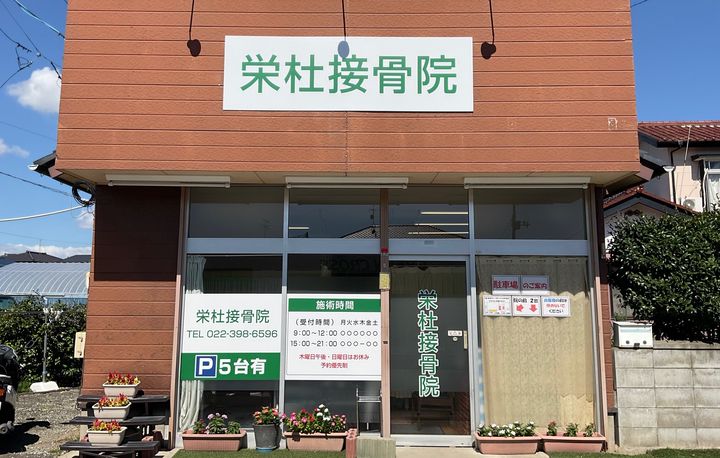 栄杜接骨院
栄杜接骨院
TEL 022-398-6596
P 5台有
施術時間
（受付時間） 月火水木金土
9:00～12:00 ○○○○○○
15:00～21:00 ○○○－○○
木曜日午後・日曜日はお休み
予約優先制
栄杜接骨院
駐車場
のご案内